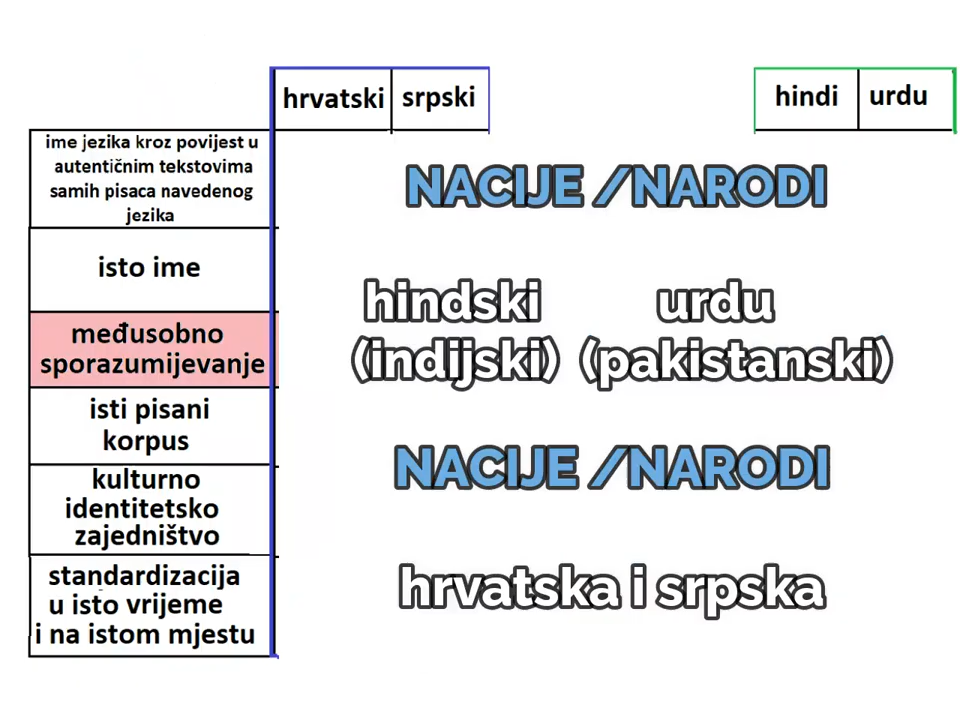 hrvatski srpski hindi urdu
ime jezika kroz povijest u
autentičnim tekstovima
samih pisaca navedenog
jezika
NACIJE /NARODI
isto ime
hindski urdu
(indijski) (pakistanski)
međusobno
sporazumijevanje
isti pisani
korpus
NACIJE /NARODI
kulturno
identitetsko
zajedništvo
standardizacija
u isto vrijeme
i na istom mjestu
hrvatska i srpska